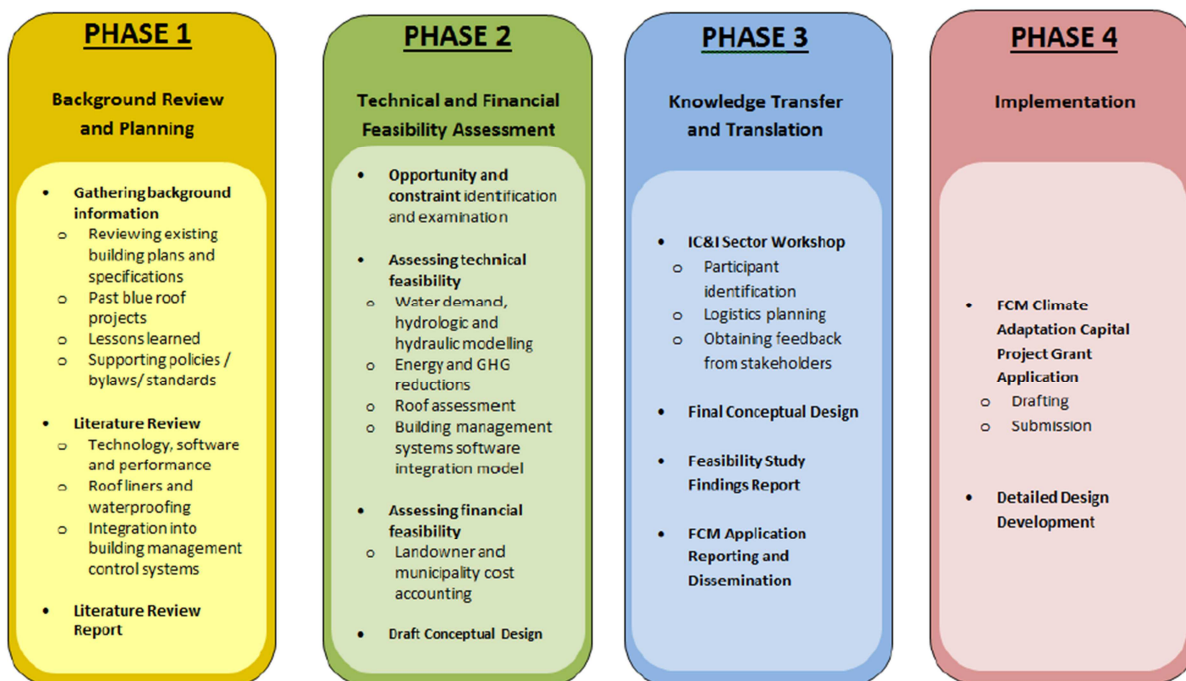 PHASE 1
Background Review
and Planning
• Gathering background
information
o Reviewing existing
building plans and
specifications
o Past blue roof
projects
o Lessons learned
o Supporting policies /
bylaws/ standards
• Literature Review
o Technology, software
and performance
o Roof liners and
waterproofing
o Integration into
building management
control systems
• Literature Review
Report
PHASE 2
Technical and Financial
Feasibility Assessment
• Opportunity and
constraint identification
and examination
• Assessing technical
feasibility
o Water demand,
hydrologic and
hydraulic modelling
o Energy and GHG
reductions
o Roof assessment
o Building management
systems software
integration model
• Assessing financial
feasibility
o Landowner and
municipality cost
accounting
• Draft Conceptual Design
PHASE 3
Knowledge Transfer
and Translation
• IC&I Sector Workshop
o Participant
identification
o Logistics planning
o Obtaining feedback
from stakeholders
• Final Conceptual Design
• Feasibility Study
Findings Report
• FCM Application
Reporting and
Dissemination
PHASE 4
Implementation
• FCM Climate
Adaptation Capital
Project Grant
Application
o Drafting
o Submission
• Detailed Design
Development